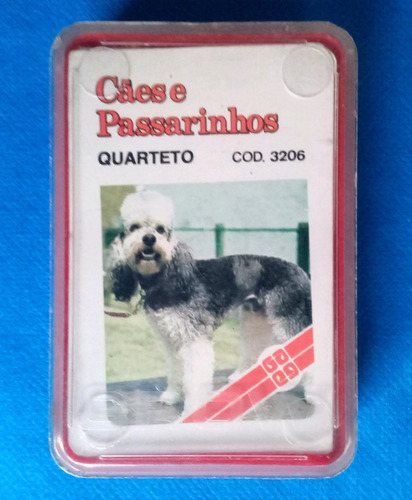 Cães e
Passarinhos
QUARTETO COD. 3206